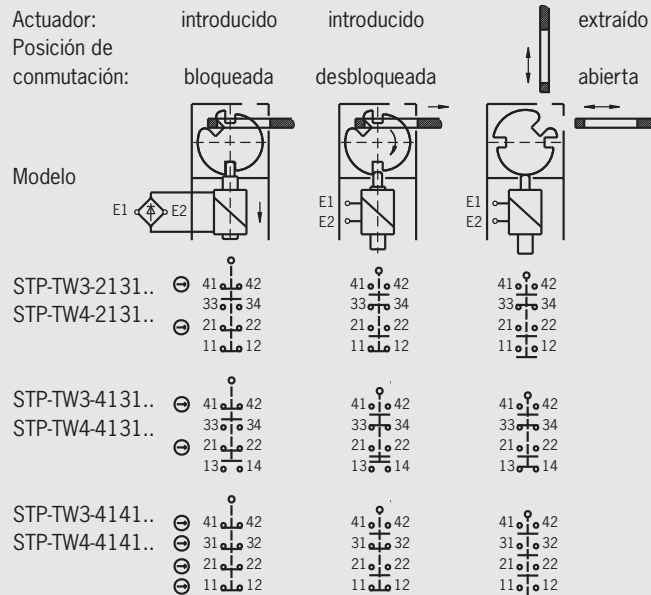 Actuador: introducido introducido extraído
Posición de
conmutación: bloqueada desbloqueada abierta
Modelo
E1 E2 E1 E1
E2 E2
STP-TW3-2131.. 41 42 41 42 41 42
STP-TW4-2131.. 33 34 33 34 33 34
21 22 21 22 21 22
11 12 11 12 11 12
STP-TW3-4131.. 41 42 41 42 41 42
STP-TW4-4131.. 33 34 33 34 33 34
21 22 21 22 21 22
13 14 13 14 13 14
STP-TW3-4141.. 41 42 41 42 41 42
STP-TW4-4141.. 31 32 31 32 31 32
21 22 21 22 21 22
11 12 11 12 11 12